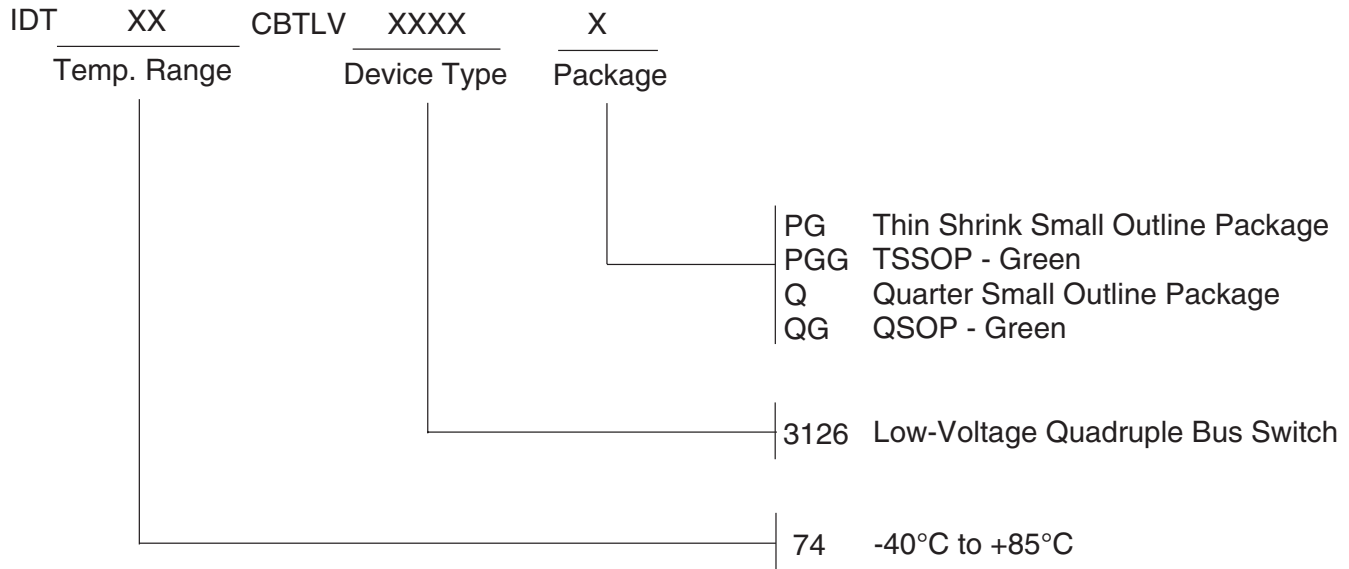 IDT XX CBTLV XXXX X
Temp. Range Device Type Package
PG Thin Shrink Small Outline Package
PGG TSSOP - Green
Q Quarter Small Outline Package
QG QSOP - Green
3126 Low-Voltage Quadruple Bus Switch
74 -40°C to +85°C